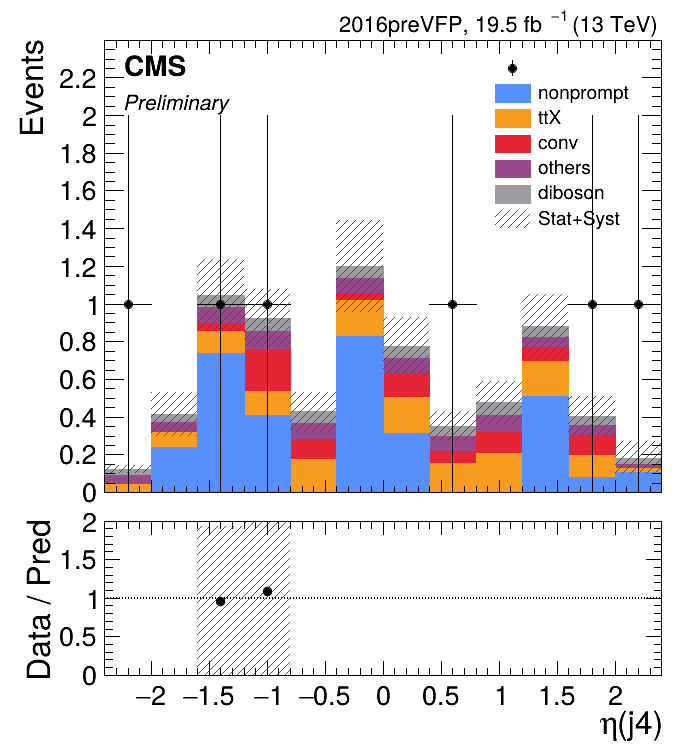 2016preVFP, 19.5 fb⁻¹ (13 TeV)
CMS
Preliminary
nonprompt
ttX
conv
others
diboson
Stat+Syst
Events
2.2
2
1.8
1.6
1.4
1.2
1
0.8
0.6
0.4
0.2
0
Data / Pred
2
1.5
1
0.5
0
−2 −1.5 −1 −0.5 0 0.5 1 1.5 2
η(j4)